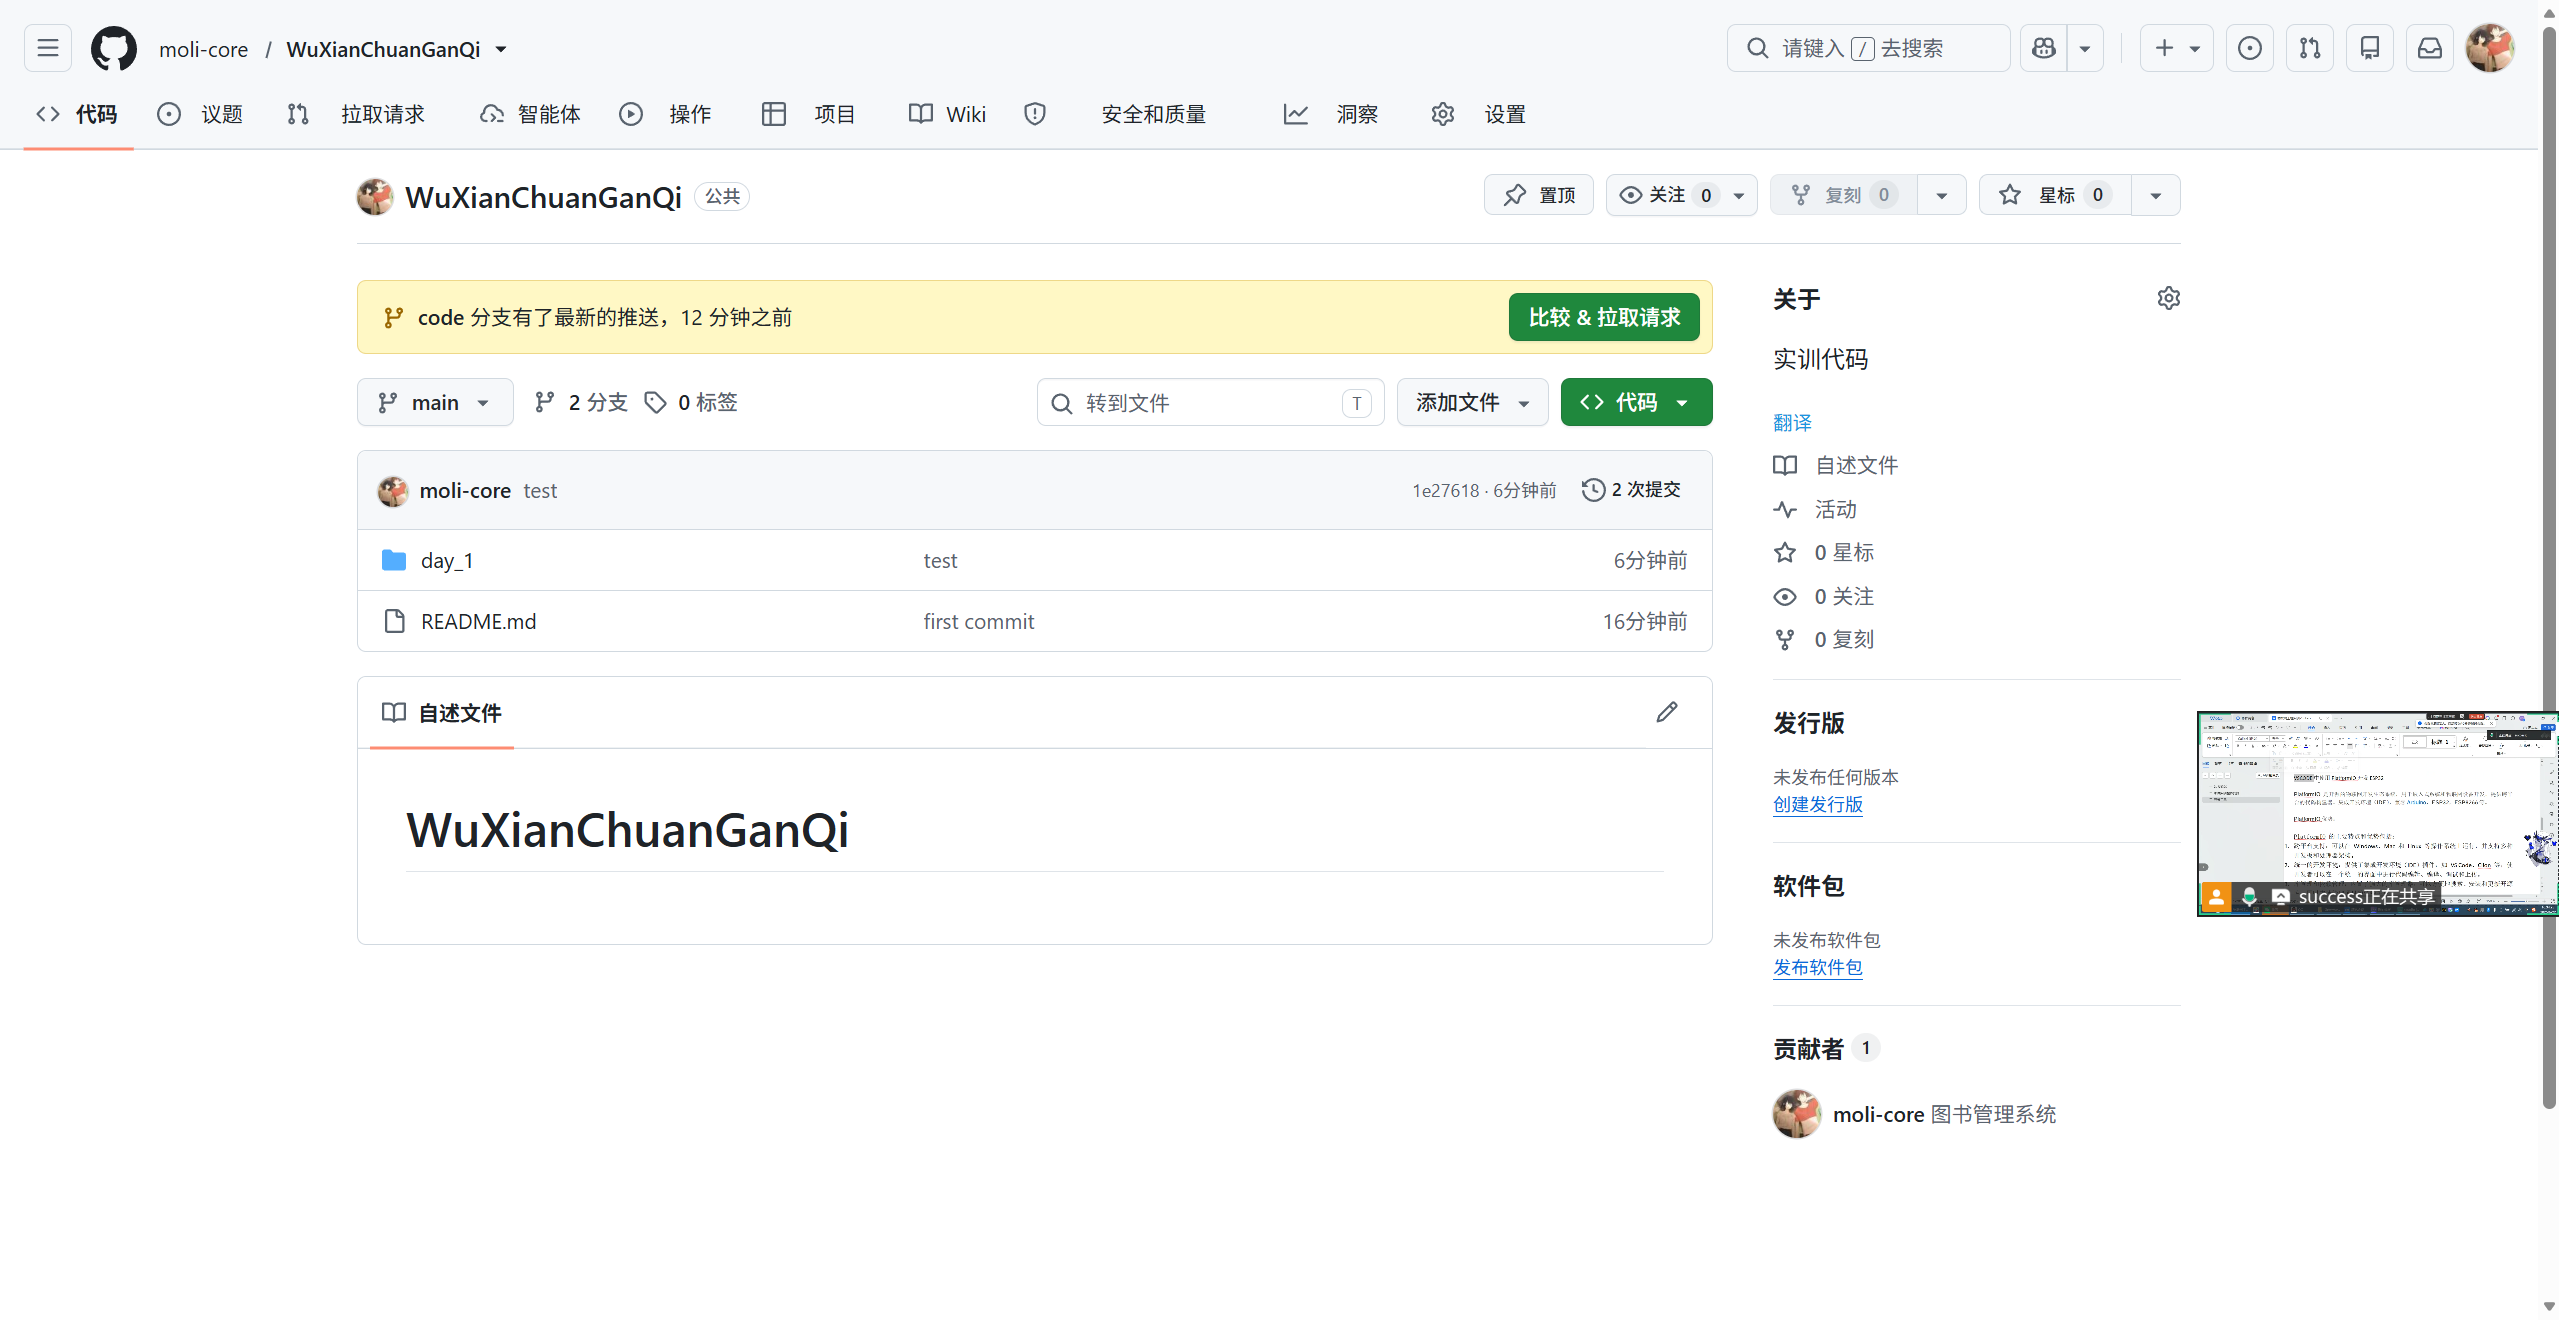 moli-core / WuXianChuanGanQi
请键入 / 去搜索
代码 议题 拉取请求 智能体 操作 项目 Wiki 安全和质量 洞察 设置
WuXianChuanGanQi 公共
置顶 关注 0 复刻 0 星标 0
code 分支有了最新的推送，12 分钟之前
比较 & 拉取请求
main 2 分支 0 标签
转到文件 T 添加文件 代码
moli-core test
1e27618 · 6分钟前 2 次提交
day_1 test 6分钟前
README.md first commit 16分钟前
自述文件
WuXianChuanGanQi
关于
实训代码
翻译
自述文件
活动
0 星标
0 关注
0 复刻
发行版
未发布任何版本
创建发行版
软件包
未发布软件包
发布软件包
贡献者 1
moli-core 图书管理系统
success正在共享